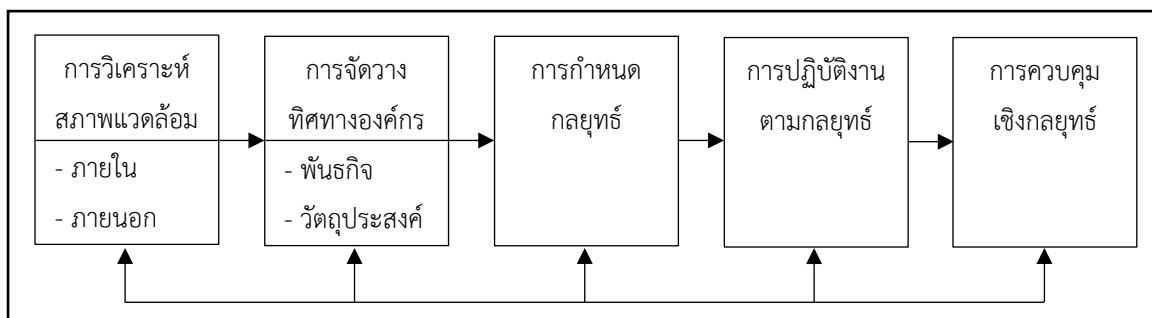 การวิเคราะห์
สภาพแวดล้อม
- ภายใน
- ภายนอก
การจัดวาง
ทิศทางองค์กร
- พันธกิจ
- วัตถุประสงค์
การกำหนด
กลยุทธ์
การปฏิบัติงาน
ตามกลยุทธ์
การควบคุม
เชิงกลยุทธ์